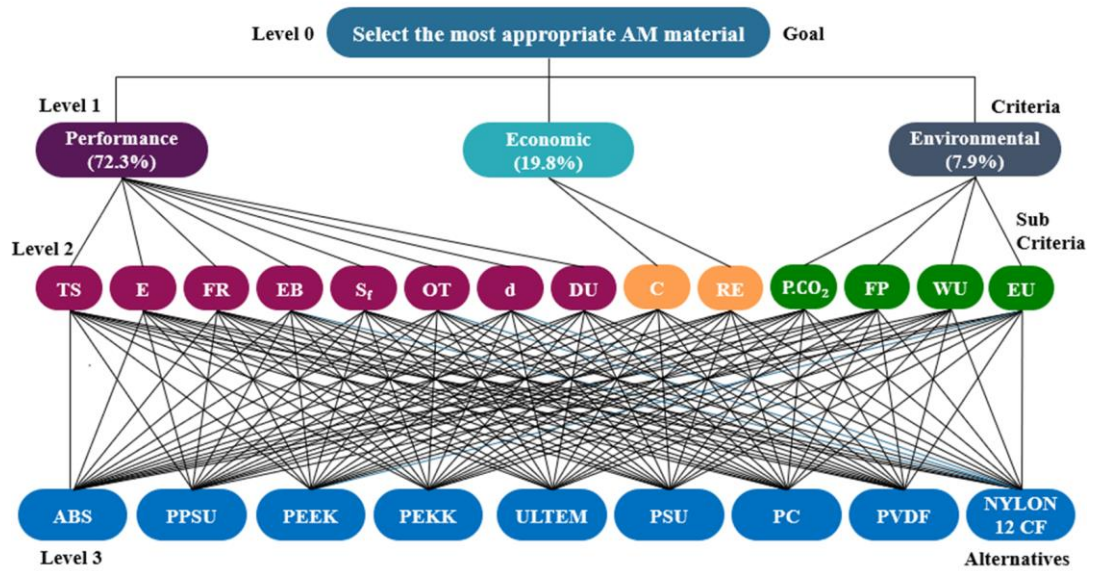 Level 0 Select the most appropriate AM material Goal
Level 1 Criteria
Performance
(72.3%)
Economic
(19.8%)
Environmental
(7.9%)
Sub
Criteria
Level 2
TS E FR EB S_f OT d DU C RE P.CO₂ FP WU EU
ABS PPSU PEEK PEKK ULTEM PSU PC PVDF NYLON
12 CF
Level 3 Alternatives